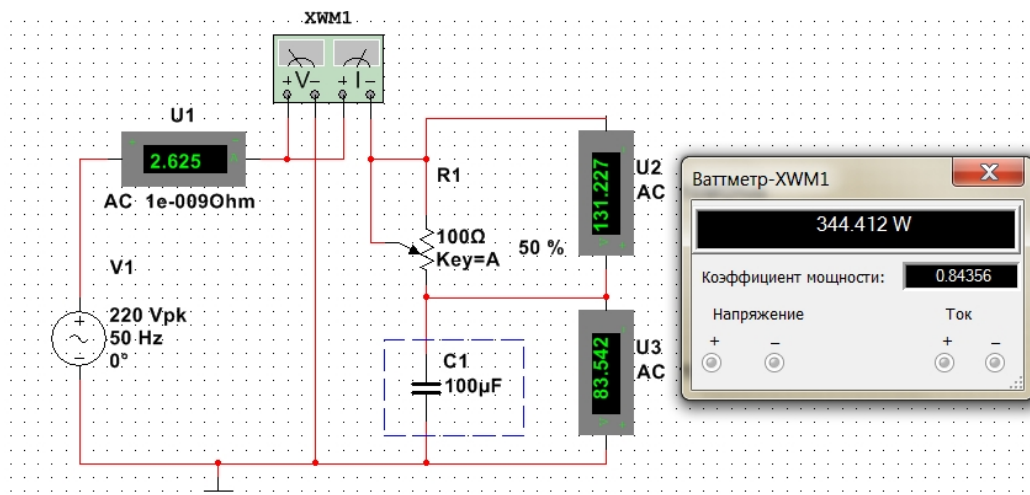 XWM1
V
I
+ − + −
U1
2.625
AC 1e-009Ohm
R1
100Ω
Key=A
50 %
131.227
U2
(AC
V1
220 Vpk
50 Hz
0°
C1
100µF
83.542
U3
(AC
Ваттметр-XWM1
344.412 W
Коэффициент мощности: 0.84356
Напряжение Ток
+ − + −